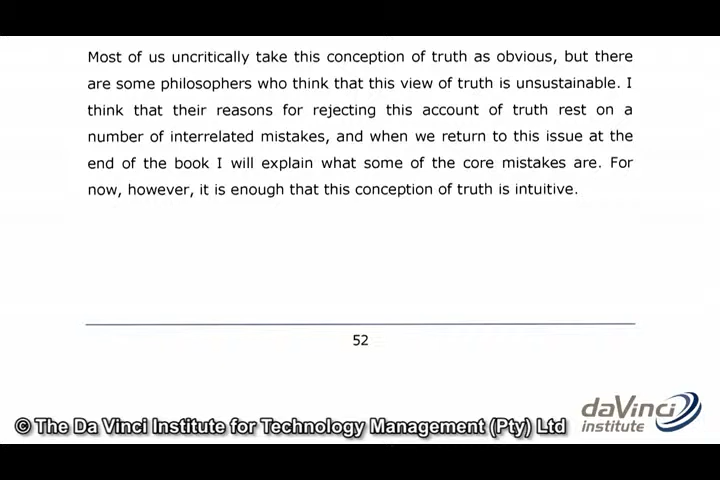 Most of us uncritically take this conception of truth as obvious, but there
are some philosophers who think that this view of truth is unsustainable. I
think that their reasons for rejecting this account of truth rest on a
number of interrelated mistakes, and when we return to this issue at the
end of the book I will explain what some of the core mistakes are. For
now, however, it is enough that this conception of truth is intuitive.
52
© The Da Vinci Institute for Technology Management (Pty) Ltd
daVinci
institute